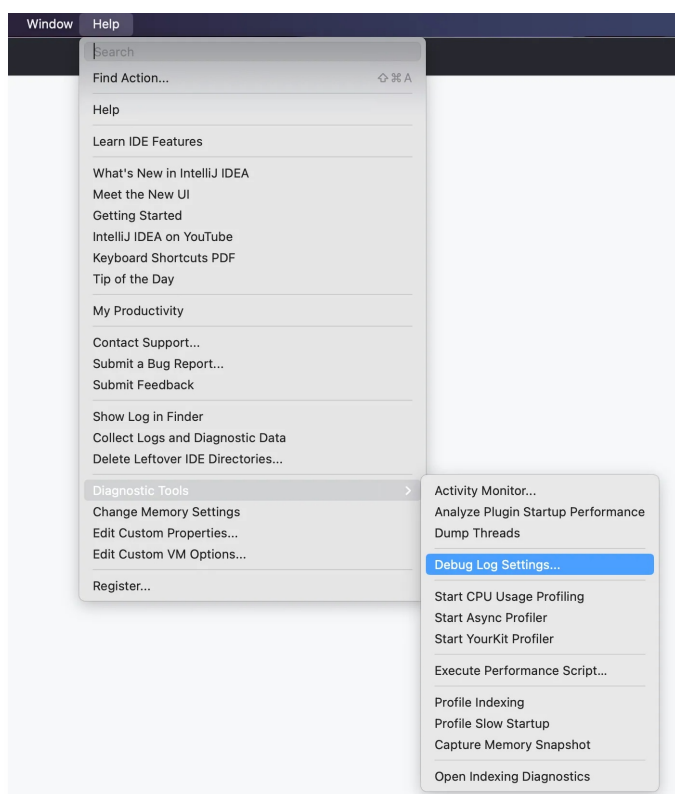 Window Help
Search
Find Action... ⇧⌘A
Help
Learn IDE Features
What's New in IntelliJ IDEA
Meet the New UI
Getting Started
IntelliJ IDEA on YouTube
Keyboard Shortcuts PDF
Tip of the Day
My Productivity
Contact Support...
Submit a Bug Report...
Submit Feedback
Show Log in Finder
Collect Logs and Diagnostic Data
Delete Leftover IDE Directories...
Diagnostic Tools
Change Memory Settings
Edit Custom Properties...
Edit Custom VM Options...
Register...
Activity Monitor...
Analyze Plugin Startup Performance
Dump Threads
Debug Log Settings...
Start CPU Usage Profiling
Start Async Profiler
Start YourKit Profiler
Execute Performance Script...
Profile Indexing
Profile Slow Startup
Capture Memory Snapshot
Open Indexing Diagnostics